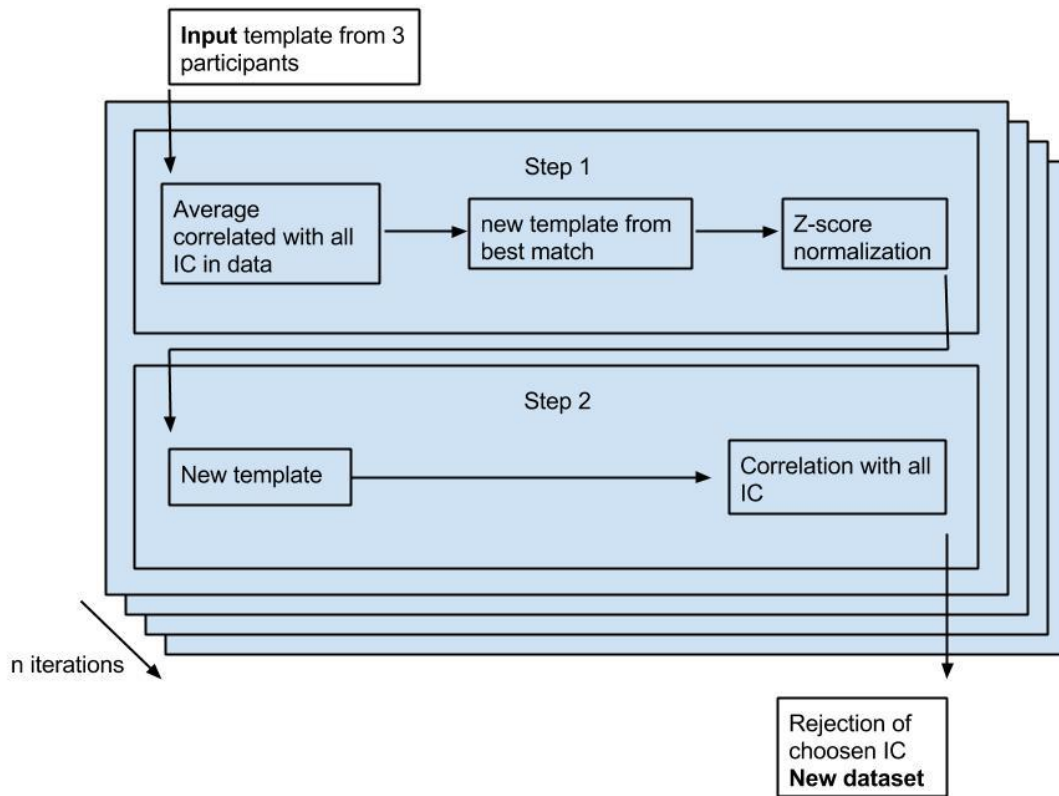 Input template from 3
participants
Step 1
Average
correlated with all
IC in data
new template from
best match
Z-score
normalization
Step 2
New template
Correlation with all
IC
n iterations
Rejection of
choosen IC
New dataset